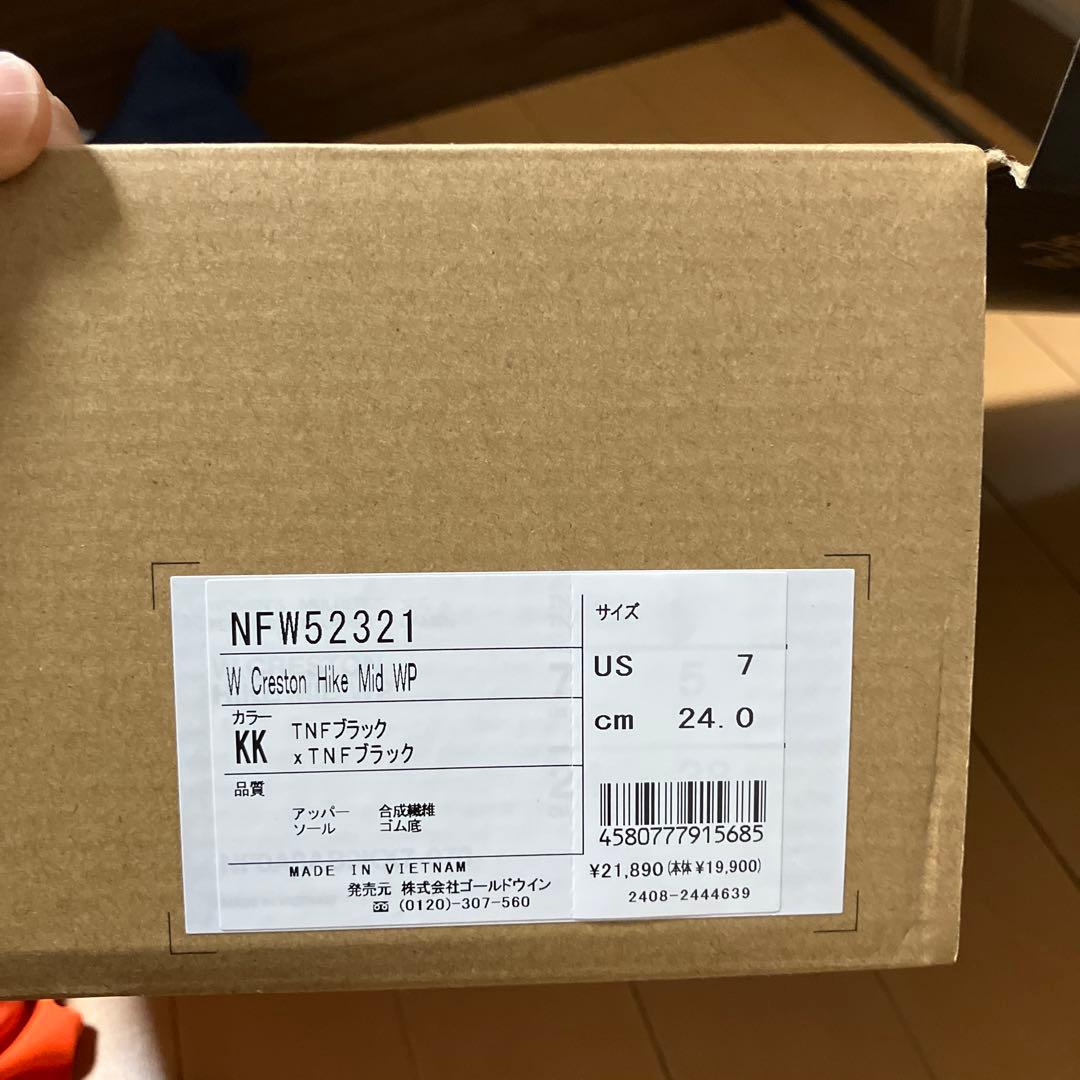 NFW52321
W Creston Hike Mid WP
カラー
KK
TNFブラック
xTNFブラック
品質
アッパー 合成繊維
ソール ゴム底
MADE IN VIETNAM
発売元 株式会社ゴールドウイン
(0120)-307-560
サイズ
US 7
cm 24.0
4580777915685
¥21,890(本体¥19,900)
2408-2444639